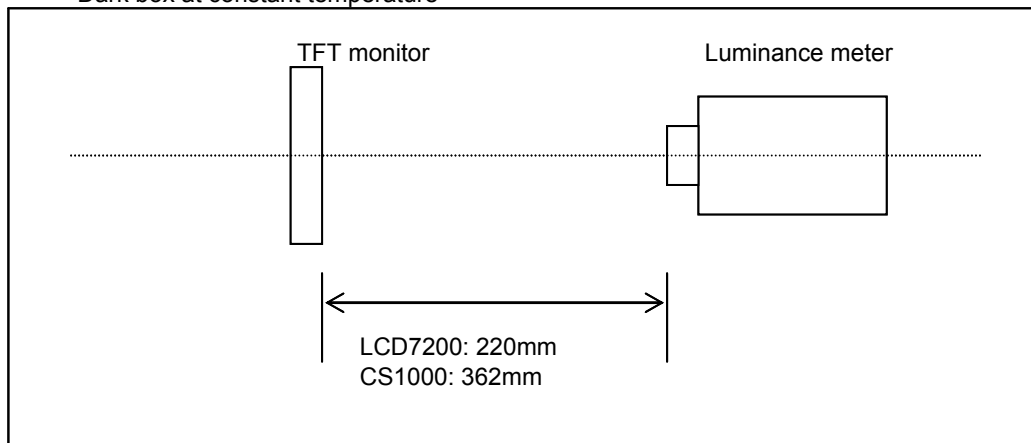 Dark box at constant temperature
TFT monitor
Luminance meter
LCD7200: 220mm
CS1000: 362mm